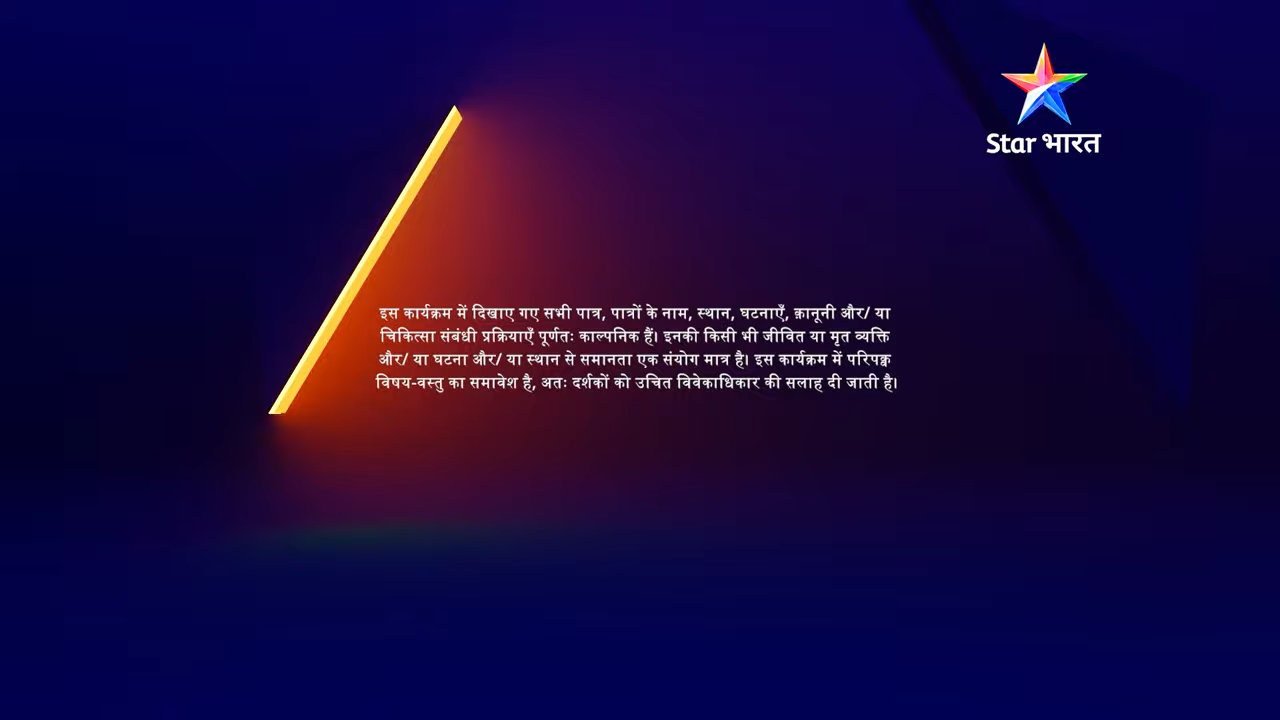 Star भारत
इस कार्यक्रम में दिखाए गए सभी पात्र, पात्रों के नाम, स्थान, घटनाएँ, क़ानूनी और/ या
चिकित्सा संबंधी प्रक्रियाएँ पूर्णतः काल्पनिक हैं। इनकी किसी भी जीवित या मृत व्यक्ति
और/ या घटना और/ या स्थान से समानता एक संयोग मात्र है। इस कार्यक्रम में परिपक्व
विषय-वस्तु का समावेश है, अतः दर्शकों को उचित विवेकाधिकार की सलाह दी जाती है।